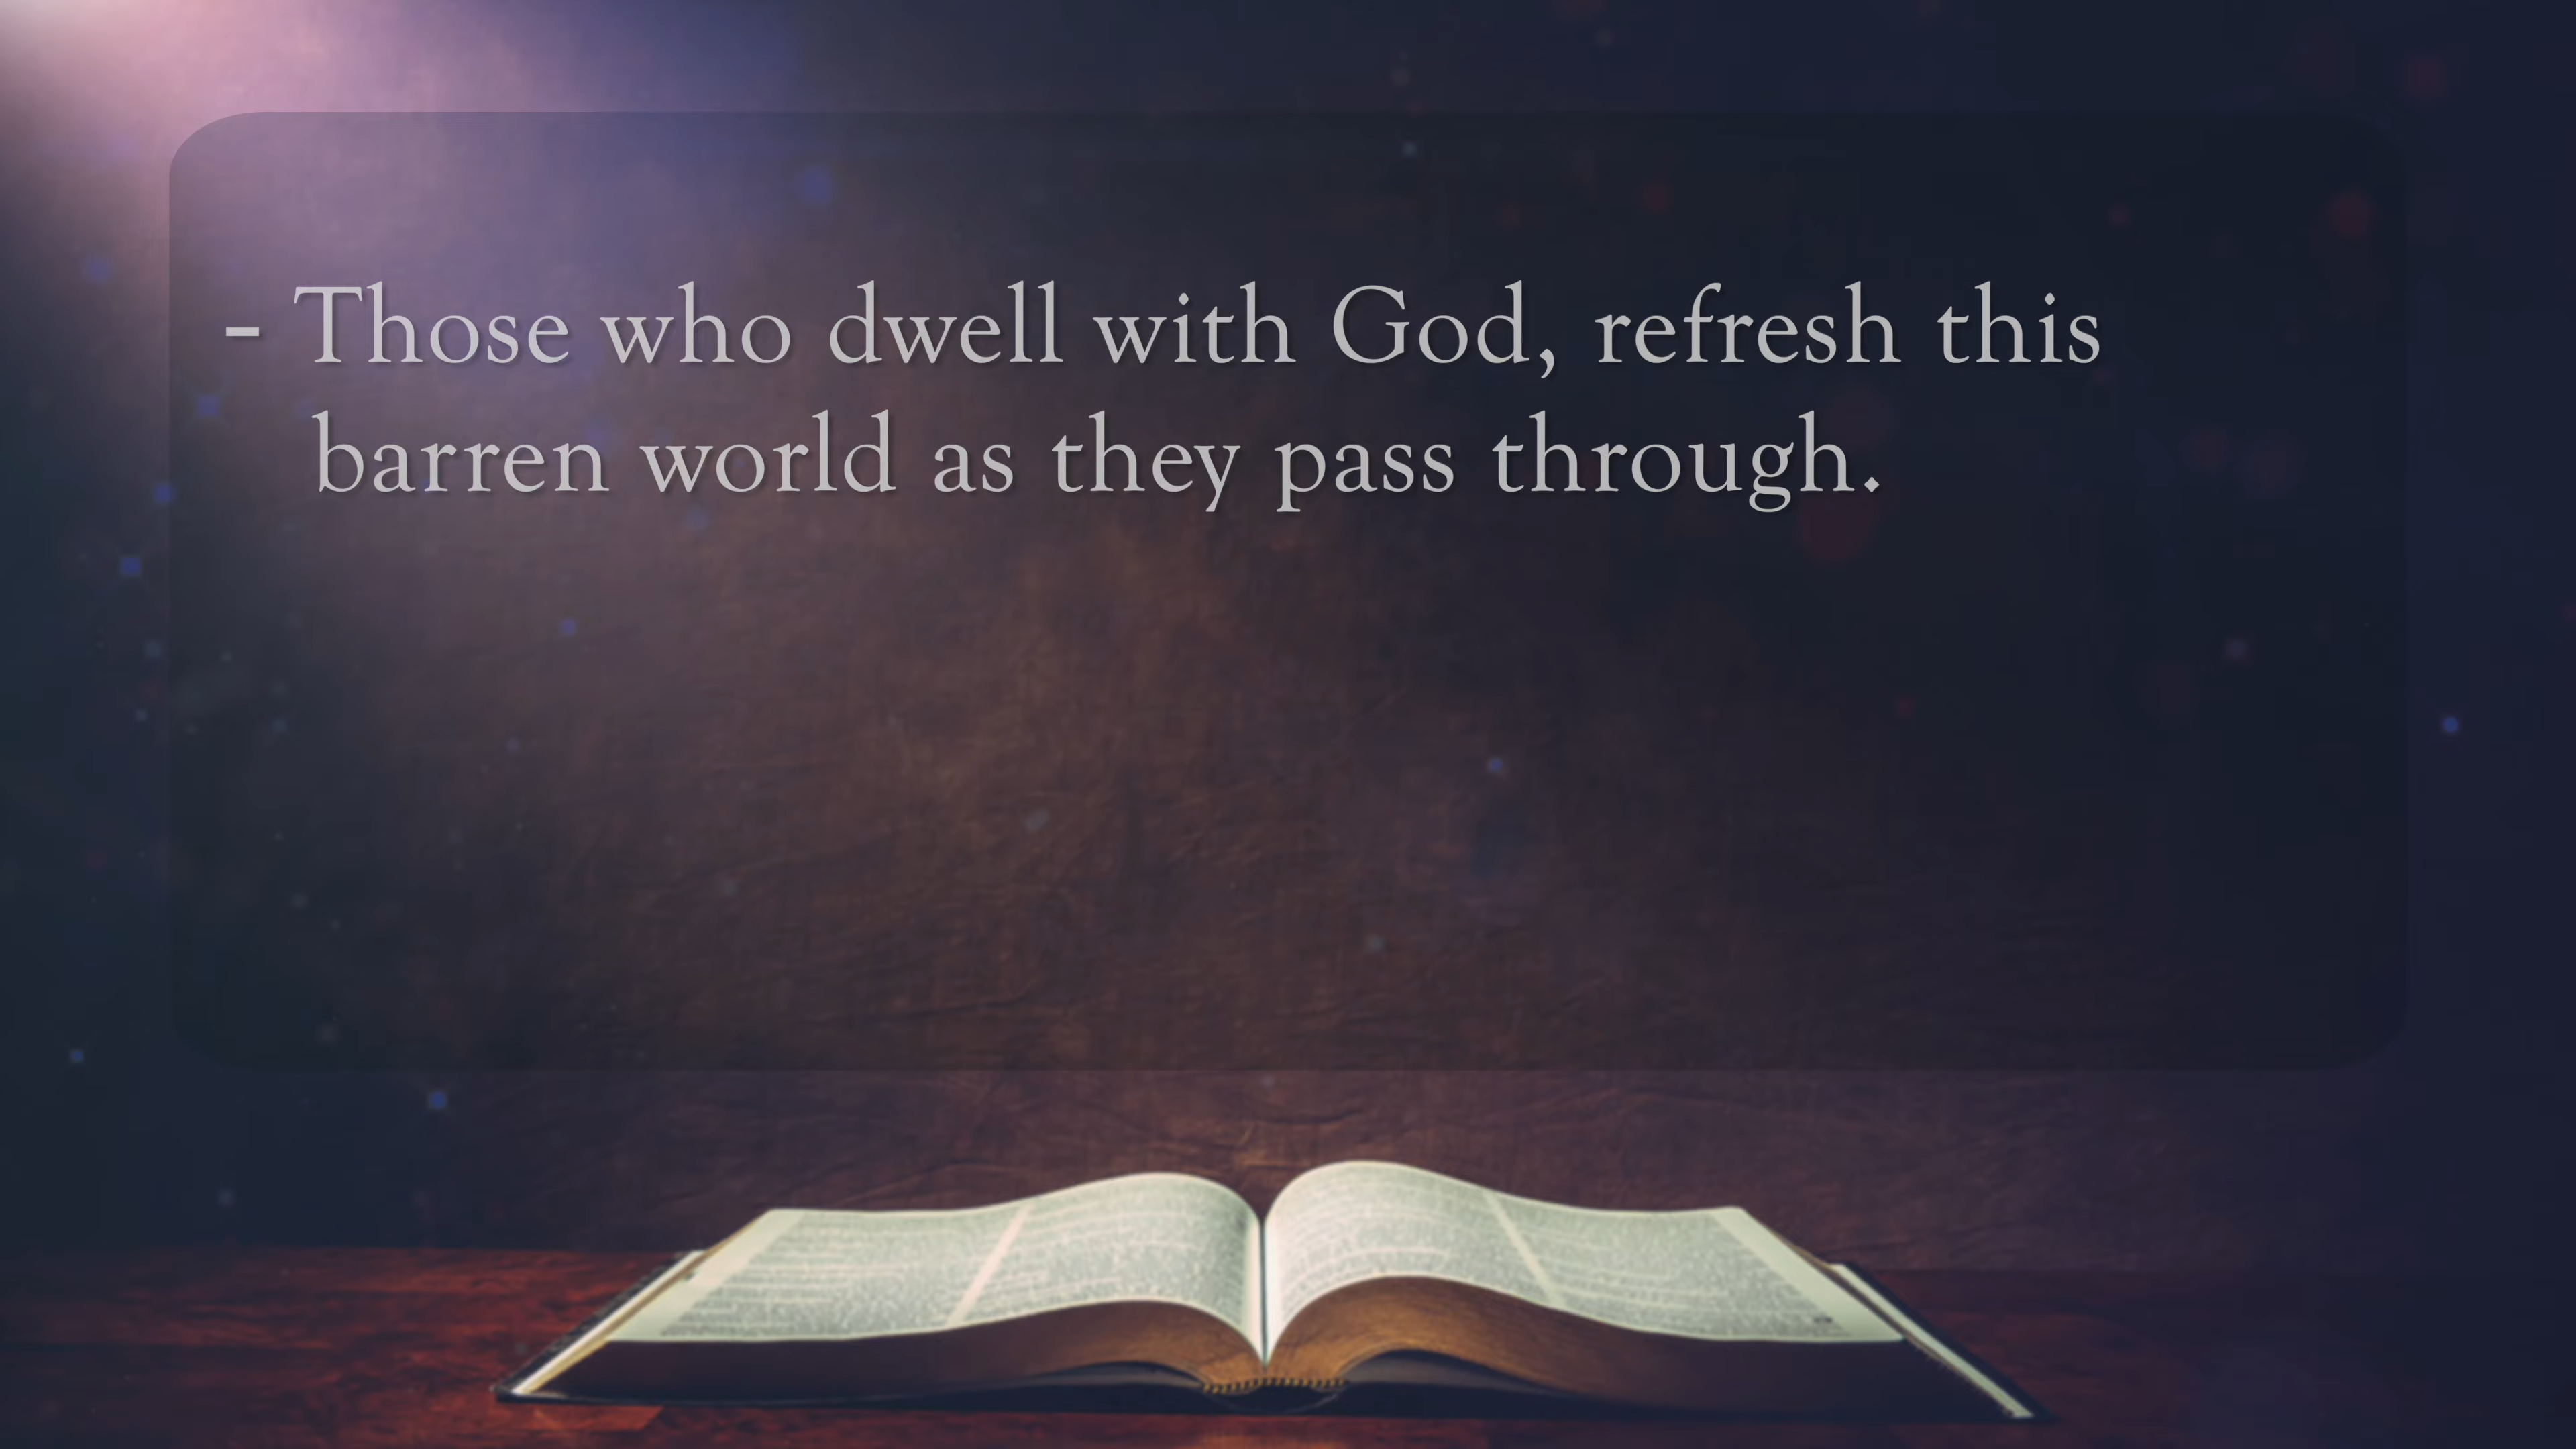 - Those who dwell with God, refresh this
barren world as they pass through.